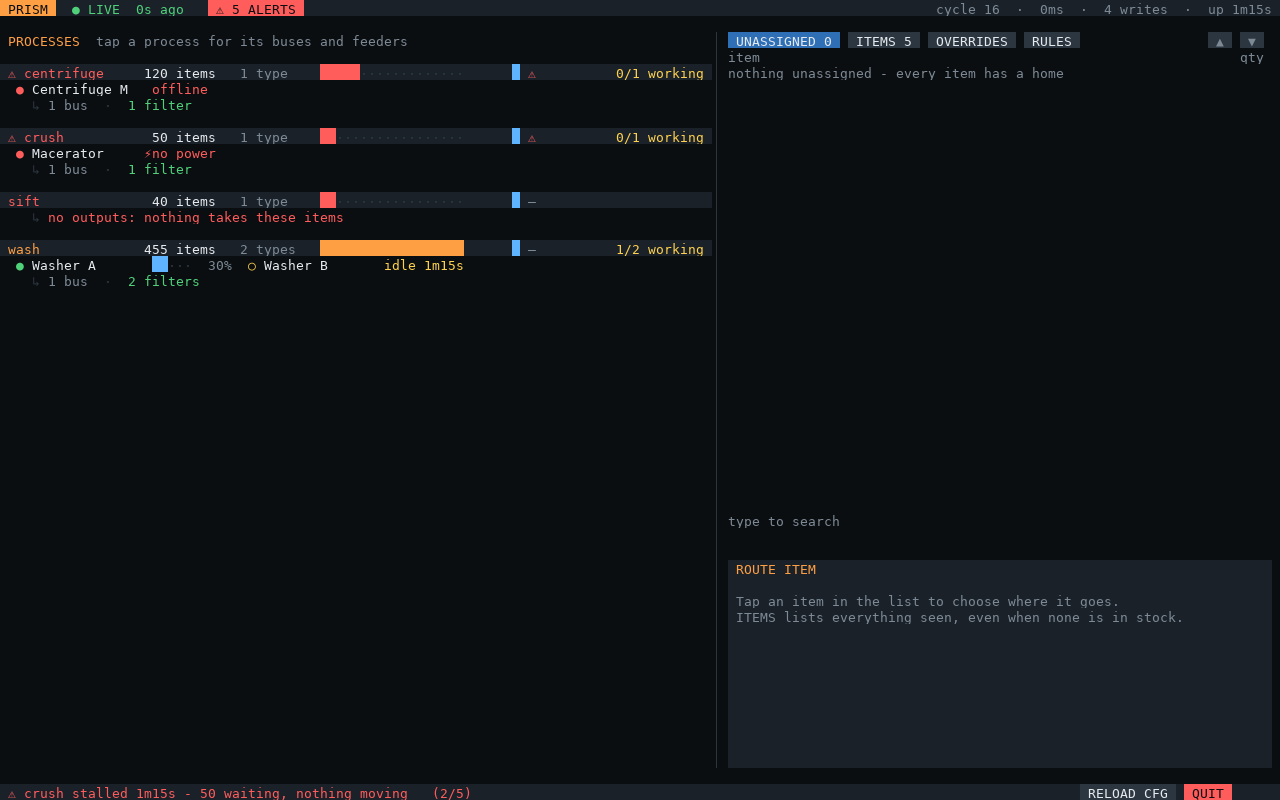 PRISM ● LIVE 0s ago ⚠ 5 ALERTS cycle 16 · 0ms · 4 writes · up 1m15s
PROCESSES tap a process for its buses and feeders
⚠ centrifuge 120 items 1 type ⚠ 0/1 working
● Centrifuge M offline
↳ 1 bus · 1 filter
⚠ crush 50 items 1 type ⚠ 0/1 working
● Macerator ⚡no power
↳ 1 bus · 1 filter
sift 40 items 1 type —
↳ no outputs: nothing takes these items
wash 455 items 2 types — 1/2 working
● Washer A 30% ○ Washer B idle 1m15s
↳ 1 bus · 2 filters
UNASSIGNED 0 ITEMS 5 OVERRIDES RULES ▲ ▼
item qty
nothing unassigned - every item has a home
type to search
ROUTE ITEM
Tap an item in the list to choose where it goes.
ITEMS lists everything seen, even when none is in stock.
⚠ crush stalled 1m15s - 50 waiting, nothing moving (2/5) RELOAD CFG QUIT